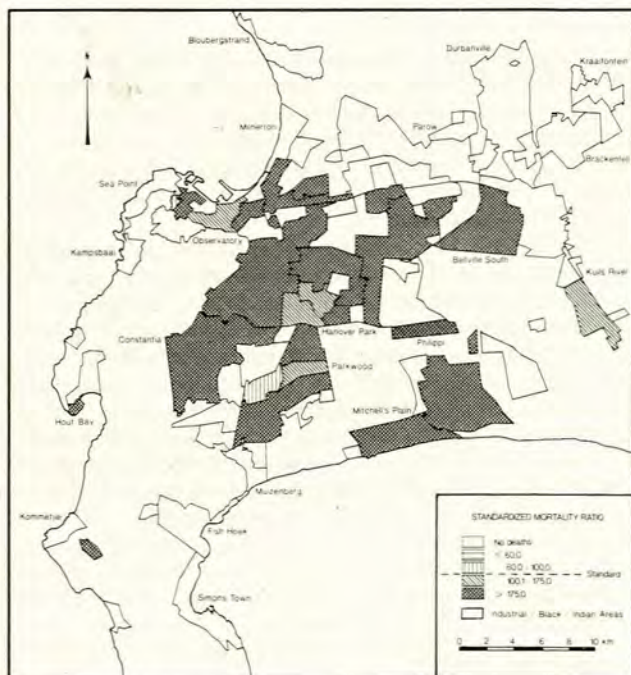 Bloubergstrand
Durbanville
Kraaifontein
N
Milnerton
Parow
Brackenfell
Sea Point
Observatory
Kampsbaai
Bellville South
Kuils River
Constantia
Hanover Park
Philippi
Parkwood
Mitchell's Plain
Hout Bay
Muizenberg
Kommetjie
Fish Hoek
Simons Town
STANDARDIZED MORTALITY RATIO
No deaths
60,0 - 100,0
Standard
100,1 - 175,0
> 175,0
Industrial / Black / Indian Areas
0 2 4 6 8 10 km